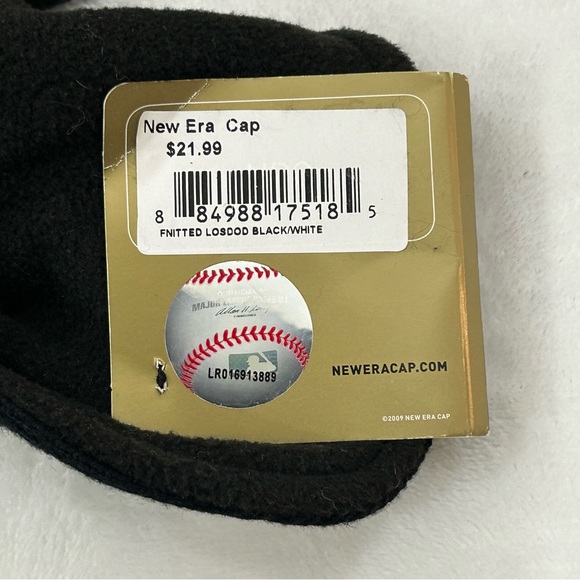 New Era Cap
$21.99
8 84988 17518 5
FNITTED LOSDOD BLACK/WHITE
MAJOR
LR016913889
NEWERACAP.COM
©2009 NEW ERA CAP